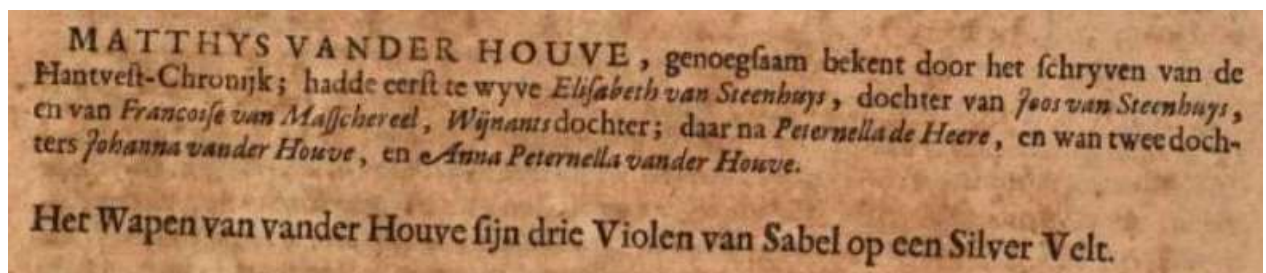 MATTHYS VANDER HOUVE, genoegſaam bekent door het ſchryven van de
Hantveſt-Chronijk; hadde eerſt te wyve Eliſabeth van Steenhuys, dochter van Joos van Steenhuys,
en van Francoiſe van Maſſchereel, Wijnants dochter; daar na Peternella de Heere, en wan twee doch-
ters Johanna vander Houve, en Anna Peternella vander Houve.
Het Wapen van vander Houve ſijn drie Violen van Sabel op een Silver Velt.